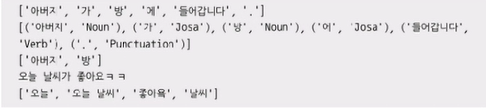 ['아버지', '가', '방', '에', '들어갑니다', '.']
[('아버지', 'Noun'), ('가', 'Josa'), ('방', 'Noun'), ('에', 'Josa'), ('들어갑니다',
'Verb'), ('.', 'Punctuation')]
['아버지', '방']
오늘 날씨가 좋아요ㅋㅋ
['오늘', '오늘 날씨', '좋아욬', '날씨']